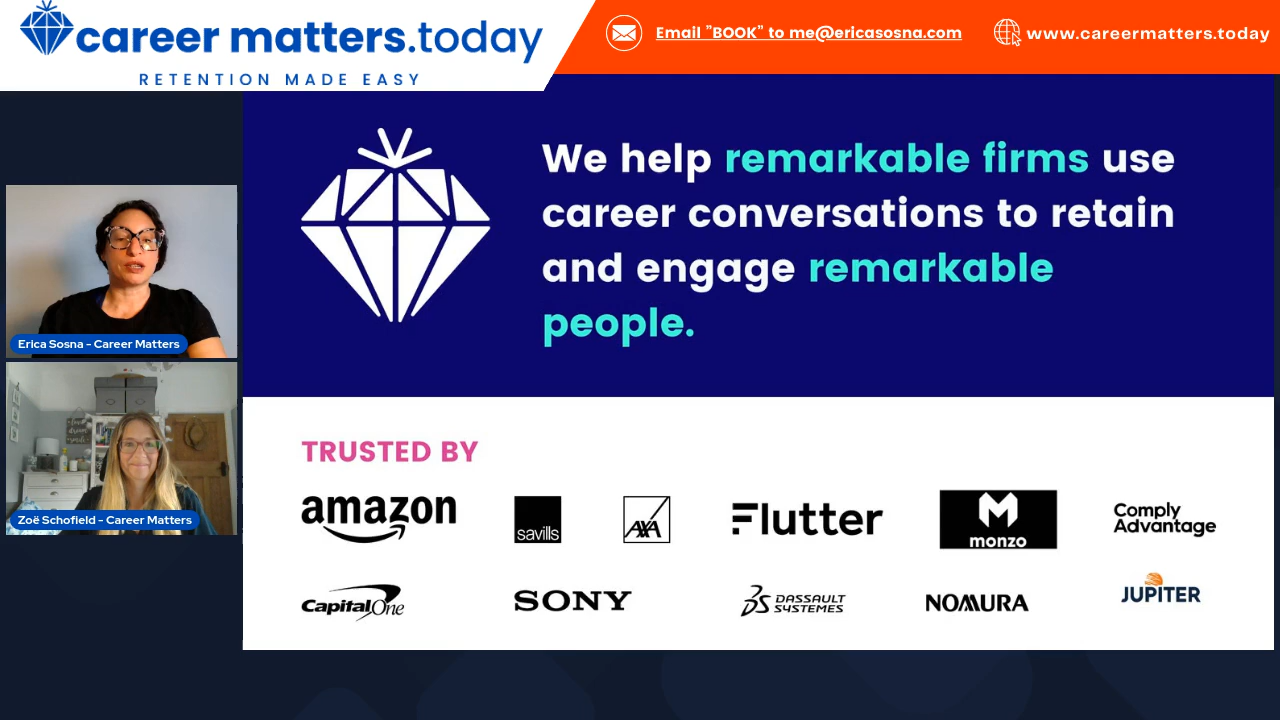 career matters.today
RETENTION MADE EASY
Email "BOOK" to me@ericasosna.com
www.careermatters.today
We help remarkable firms use
career conversations to retain
and engage remarkable
people.
Erica Sosna - Career Matters
Zoë Schofield - Career Matters
TRUSTED BY
amazon
savills
AXA
Flutter
monzo
Comply
Advantage
Capital One
SONY
DASSAULT
SYSTEMES
NOMURA
JUPITER